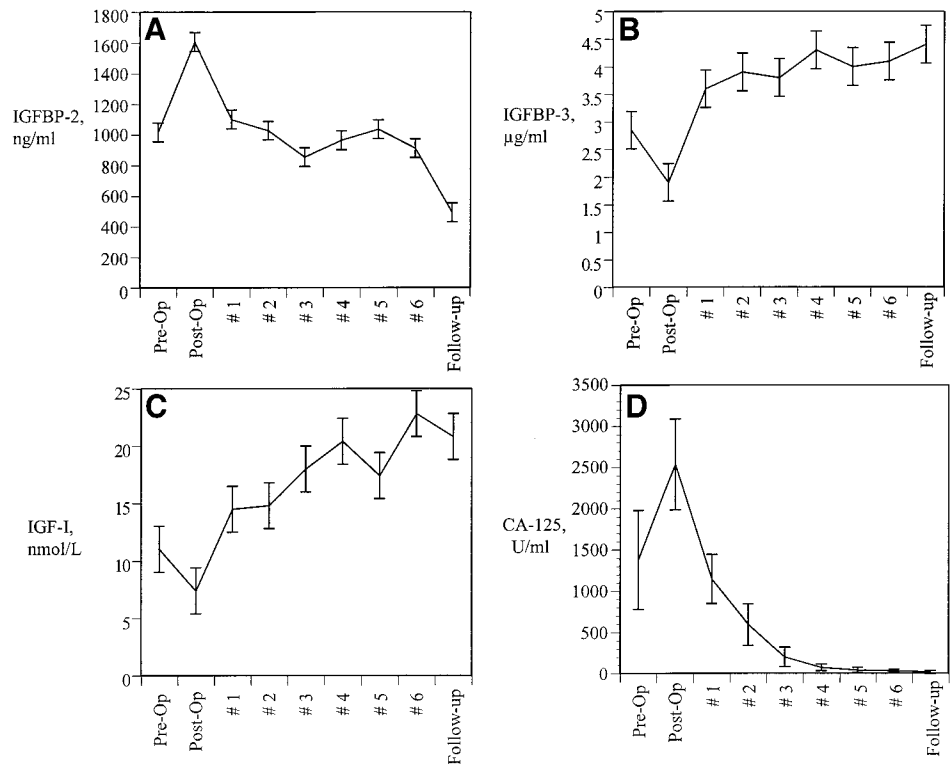 A
1800
1600
1400
1200
1000
800
600
400
200
0
IGFBP-2,
ng/ml
Pre-Op
Post-Op
# 1
# 2
# 3
# 4
# 5
# 6
Follow-up
B
5
4.5
4
3.5
3
2.5
2
1.5
1
0.5
0
IGFBP-3,
µg/ml
Pre-Op
Post-Op
# 1
# 2
# 3
# 4
# 5
# 6
Follow-up
C
25
20
15
10
5
0
IGF-I,
nmol/L
Pre-Op
Post-Op
# 1
# 2
# 3
# 4
# 5
# 6
Follow-up
D
3500
3000
2500
2000
1500
1000
500
0
CA-125,
U/ml
Pre-Op
Post-Op
# 1
# 2
# 3
# 4
# 5
# 6
Follow-up